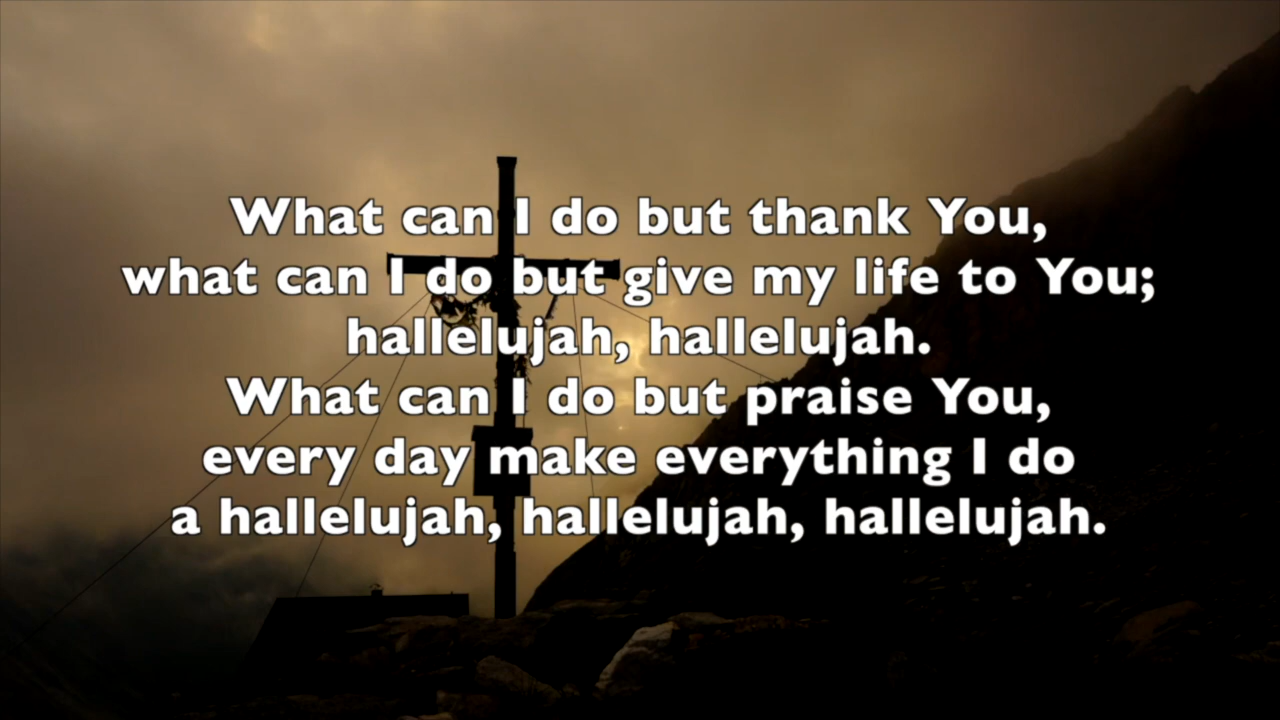 What can I do but thank You,
what can I do but give my life to You;
hallelujah, hallelujah.
What can I do but praise You,
every day make everything I do
a hallelujah, hallelujah, hallelujah.